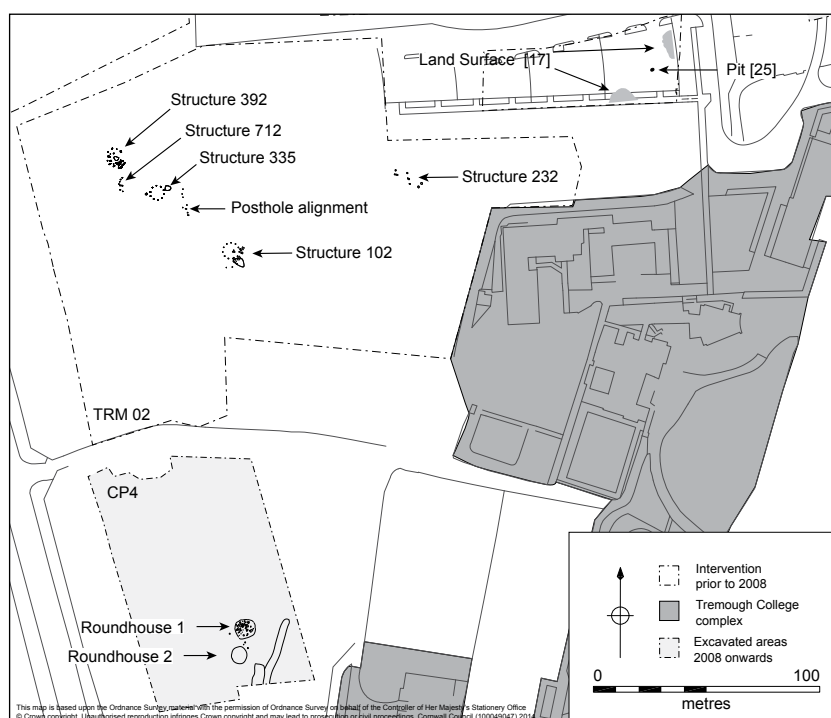 Land Surface [17]
Pit [25]
Structure 392
Structure 712
Structure 335
Structure 232
Posthole alignment
Structure 102
TRM 02
CP4
Roundhouse 1
Roundhouse 2
Intervention
prior to 2008
Tremough College
complex
Excavated areas
2008 onwards
0 100
metres
This map is based upon the Ordnance Survey material with the permission of Ordnance Survey on behalf of the Controller of Her Majesty's Stationery Office
© Crown copyright. Unauthorised reproduction infringes Crown copyright and may lead to prosecution or civil proceedings. Cornwall Council (100049047) 2014